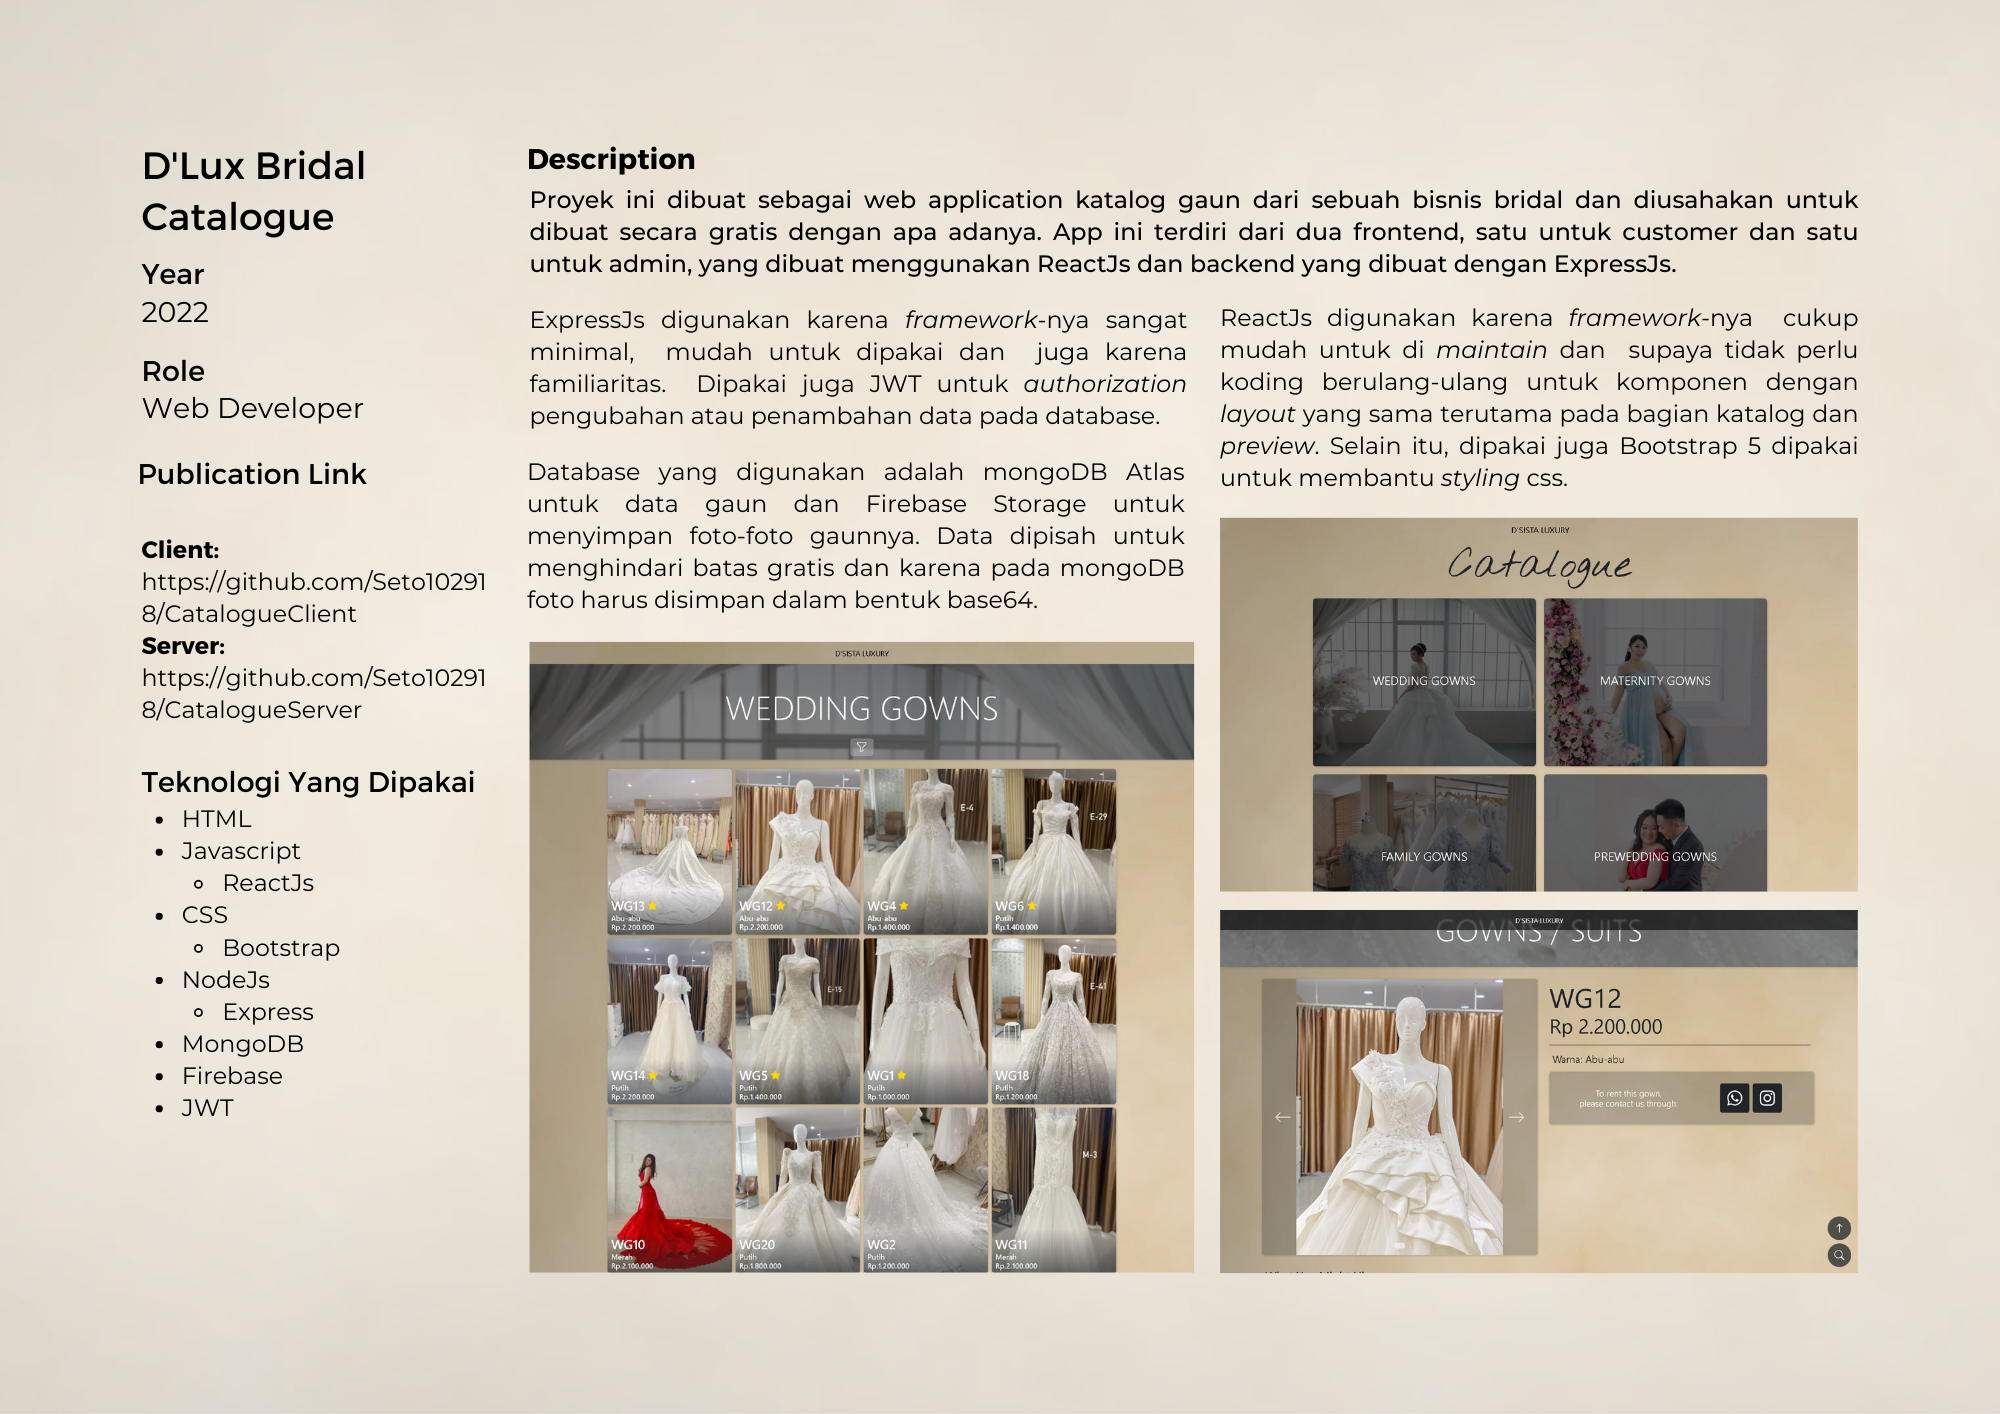 D'Lux Bridal
Catalogue
Year
2022
Role
Web Developer
Publication Link
Client:
https://github.com/Seto10291
8/CatalogueClient
Server:
https://github.com/Seto10291
8/CatalogueServer
Teknologi Yang Dipakai
• HTML
• Javascript
◦ ReactJs
• CSS
◦ Bootstrap
• NodeJs
◦ Express
• MongoDB
• Firebase
• JWT
Description
Proyek ini dibuat sebagai web application katalog gaun dari sebuah bisnis bridal dan diusahakan untuk
dibuat secara gratis dengan apa adanya. App ini terdiri dari dua frontend, satu untuk customer dan satu
untuk admin, yang dibuat menggunakan ReactJs dan backend yang dibuat dengan ExpressJs.
ExpressJs digunakan karena framework-nya sangat
minimal, mudah untuk dipakai dan juga karena
familiaritas. Dipakai juga JWT untuk authorization
pengubahan atau penambahan data pada database.
Database yang digunakan adalah mongoDB Atlas
untuk data gaun dan Firebase Storage untuk
menyimpan foto-foto gaunnya. Data dipisah untuk
menghindari batas gratis dan karena pada mongoDB
foto harus disimpan dalam bentuk base64.
ReactJs digunakan karena framework-nya cukup
mudah untuk di maintain dan supaya tidak perlu
koding berulang-ulang untuk komponen dengan
layout yang sama terutama pada bagian katalog dan
preview. Selain itu, dipakai juga Bootstrap 5 dipakai
untuk membantu styling css.
D'SISTA LUXURY
WEDDING GOWNS
E-4
E-29
WG13 WG12 WG4 WG6
Abu-abu Abu-abu Abu-abu Putih
Rp.2.200.000 Rp.2.200.000 Rp.1.400.000 Rp.1.400.000
E-15
E-41
WG14 WG5 WG1 WG18
Putih Putih Putih Putih
Rp.2.200.000 Rp.1.400.000 Rp.1.000.000 Rp.1.200.000
M-3
WG10 WG20 WG2 WG11
Merah Putih Putih Merah
Rp.2.100.000 Rp.1.800.000 Rp.1.200.000 Rp.2.100.000
D'SISTA LUXURY
Catalogue
WEDDING GOWNS MATERNITY GOWNS
FAMILY GOWNS PREWEDDING GOWNS
D'SISTA LUXURY
GOWNS / SUITS
WG12
Rp 2.200.000
Warna: Abu-abu
To rent this gown,
please contact us through: